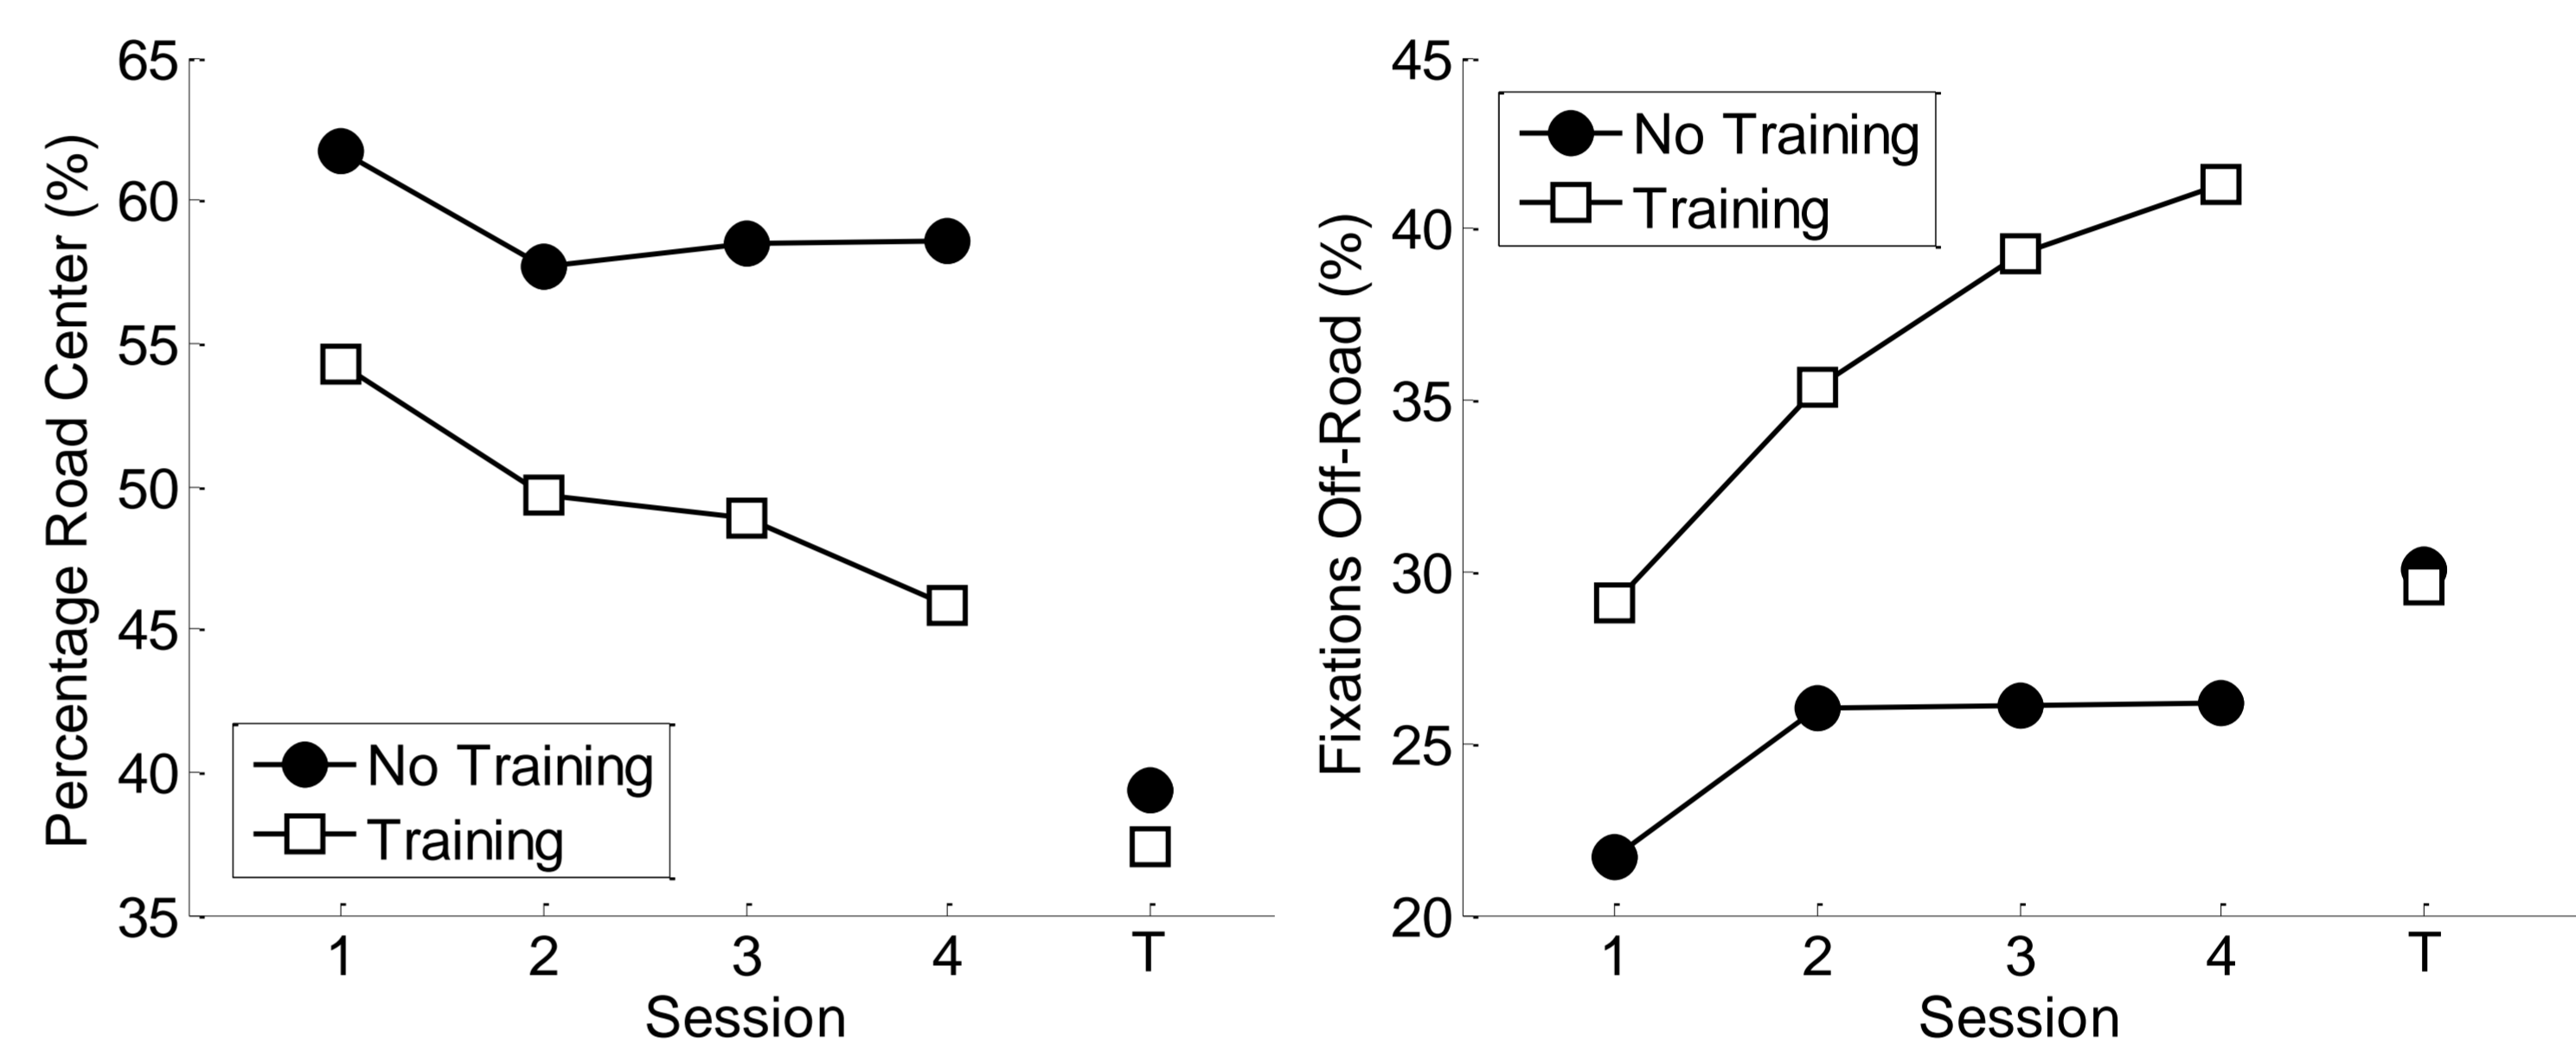 Percentage Road Center (%)
65
60
55
50
45
40
35
No Training
Training
1 2 3 4 T
Session
Fixations Off-Road (%)
45
40
35
30
25
20
No Training
Training
1 2 3 4 T
Session